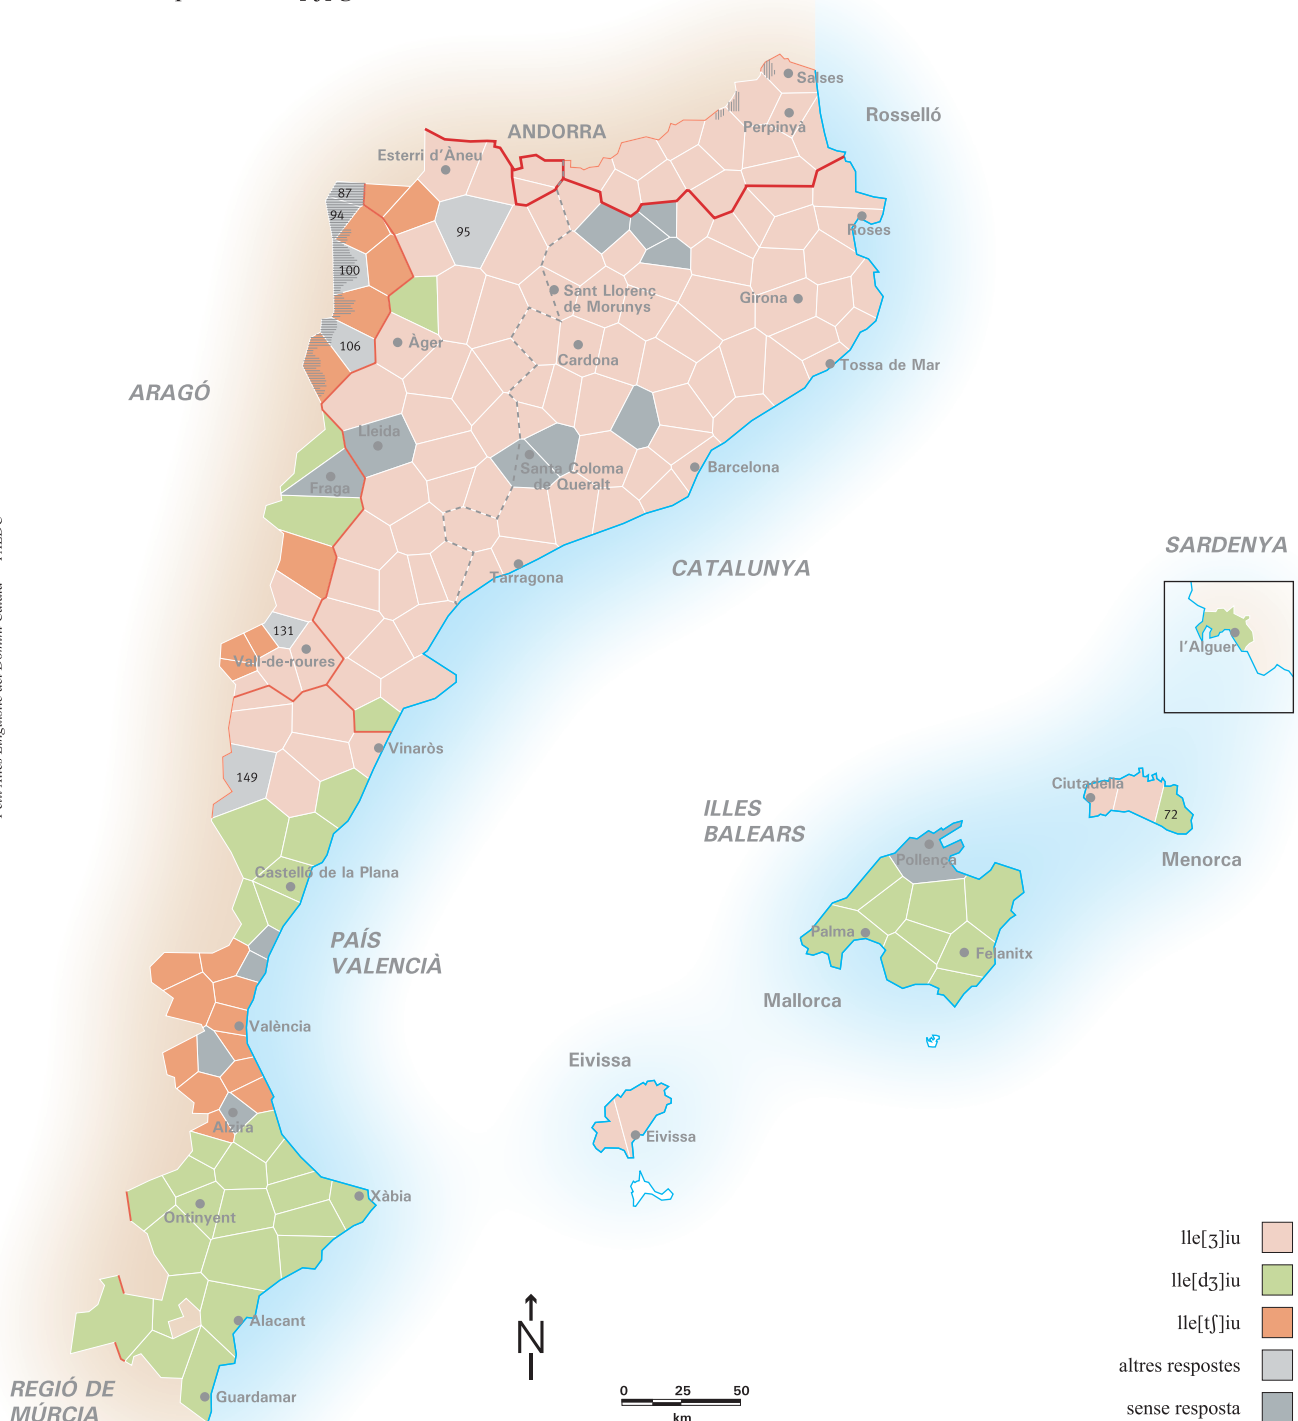 Salses
Rosselló
Perpinyà
ANDORRA
Esterri d'Àneu
87
94
95
Roses
100
Sant Llorenç
de Morunys
Girona
Àger
106
Cardona
Tossa de Mar
ARAGÓ
Lleida
Santa Coloma
de Queralt
Barcelona
Fraga
CATALUNYA
Tarragona
SARDENYA
l'Alguer
131
Vall-de-roures
Vinaròs
149
ILLES
BALEARS
Ciutadella
72
Menorca
Pollença
Castelló de la Plana
Palma
Felanitx
PAÍS
VALENCIÀ
Mallorca
València
Eivissa
Eivissa
Alzira
Xàbia
Ontinyent
Alacant
Guardamar
REGIÓ DE
MÚRCIA
N
0 25 50
km
lle[ʒ]iu
lle[dʒ]iu
lle[tʃ]iu
altres respostes
sense resposta